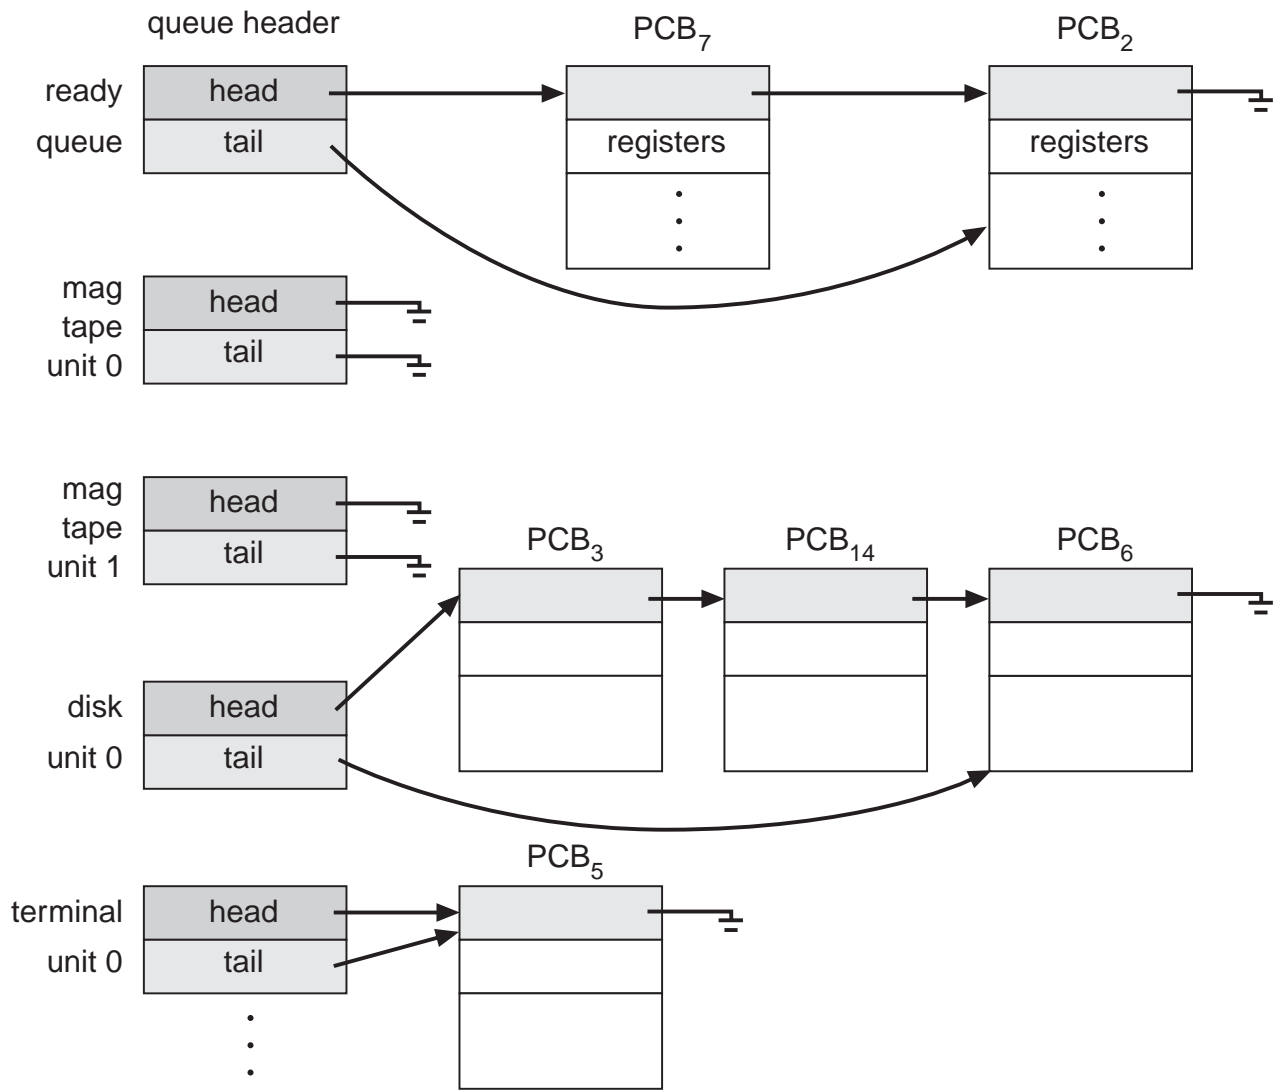 queue header
PCB7
PCB2
ready
queue
head
tail
registers
registers
mag
tape
unit 0
head
tail
mag
tape
unit 1
head
tail
PCB3
PCB14
PCB6
disk
unit 0
head
tail
PCB5
terminal
unit 0
head
tail